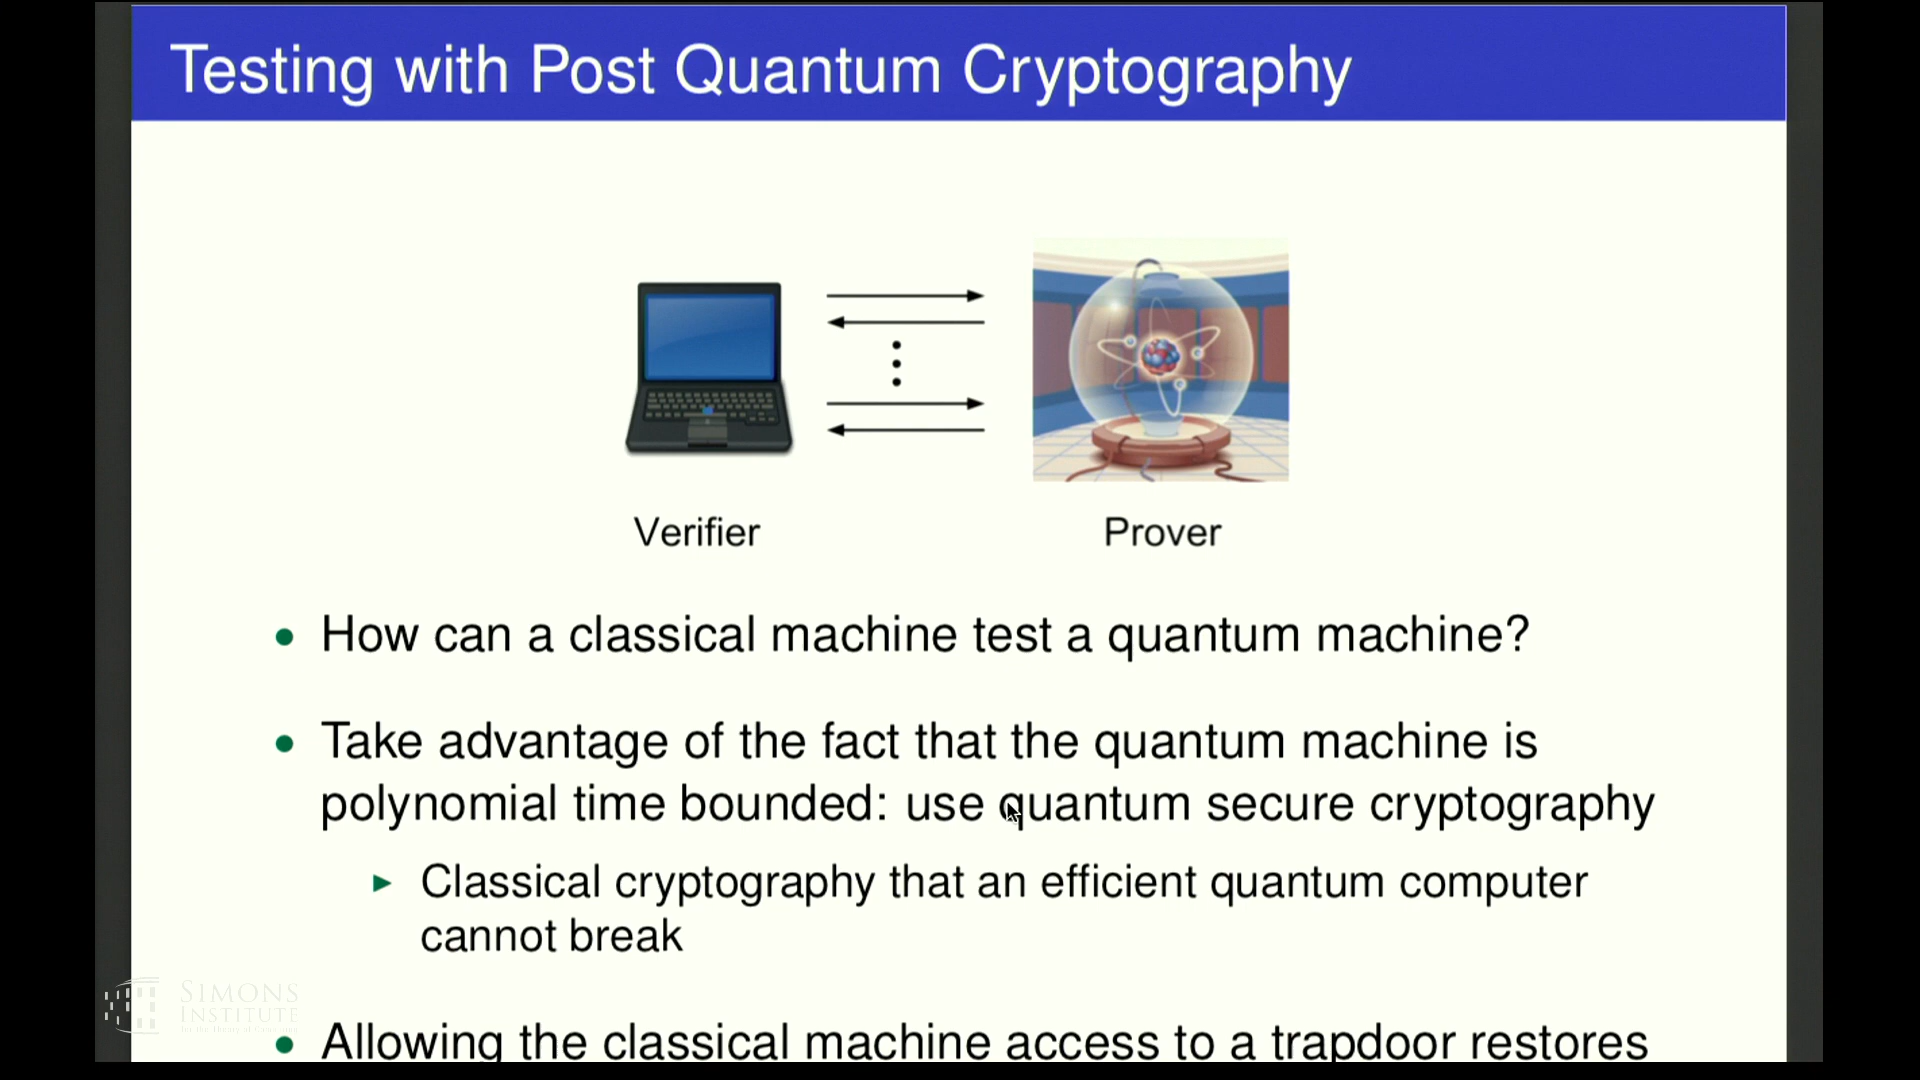 Testing with Post Quantum Cryptography
Verifier
Prover
• How can a classical machine test a quantum machine?
• Take advantage of the fact that the quantum machine is
polynomial time bounded: use quantum secure cryptography
▸ Classical cryptography that an efficient quantum computer
cannot break
SIMONS
INSTITUTE
• Allowing the classical machine access to a trapdoor restores